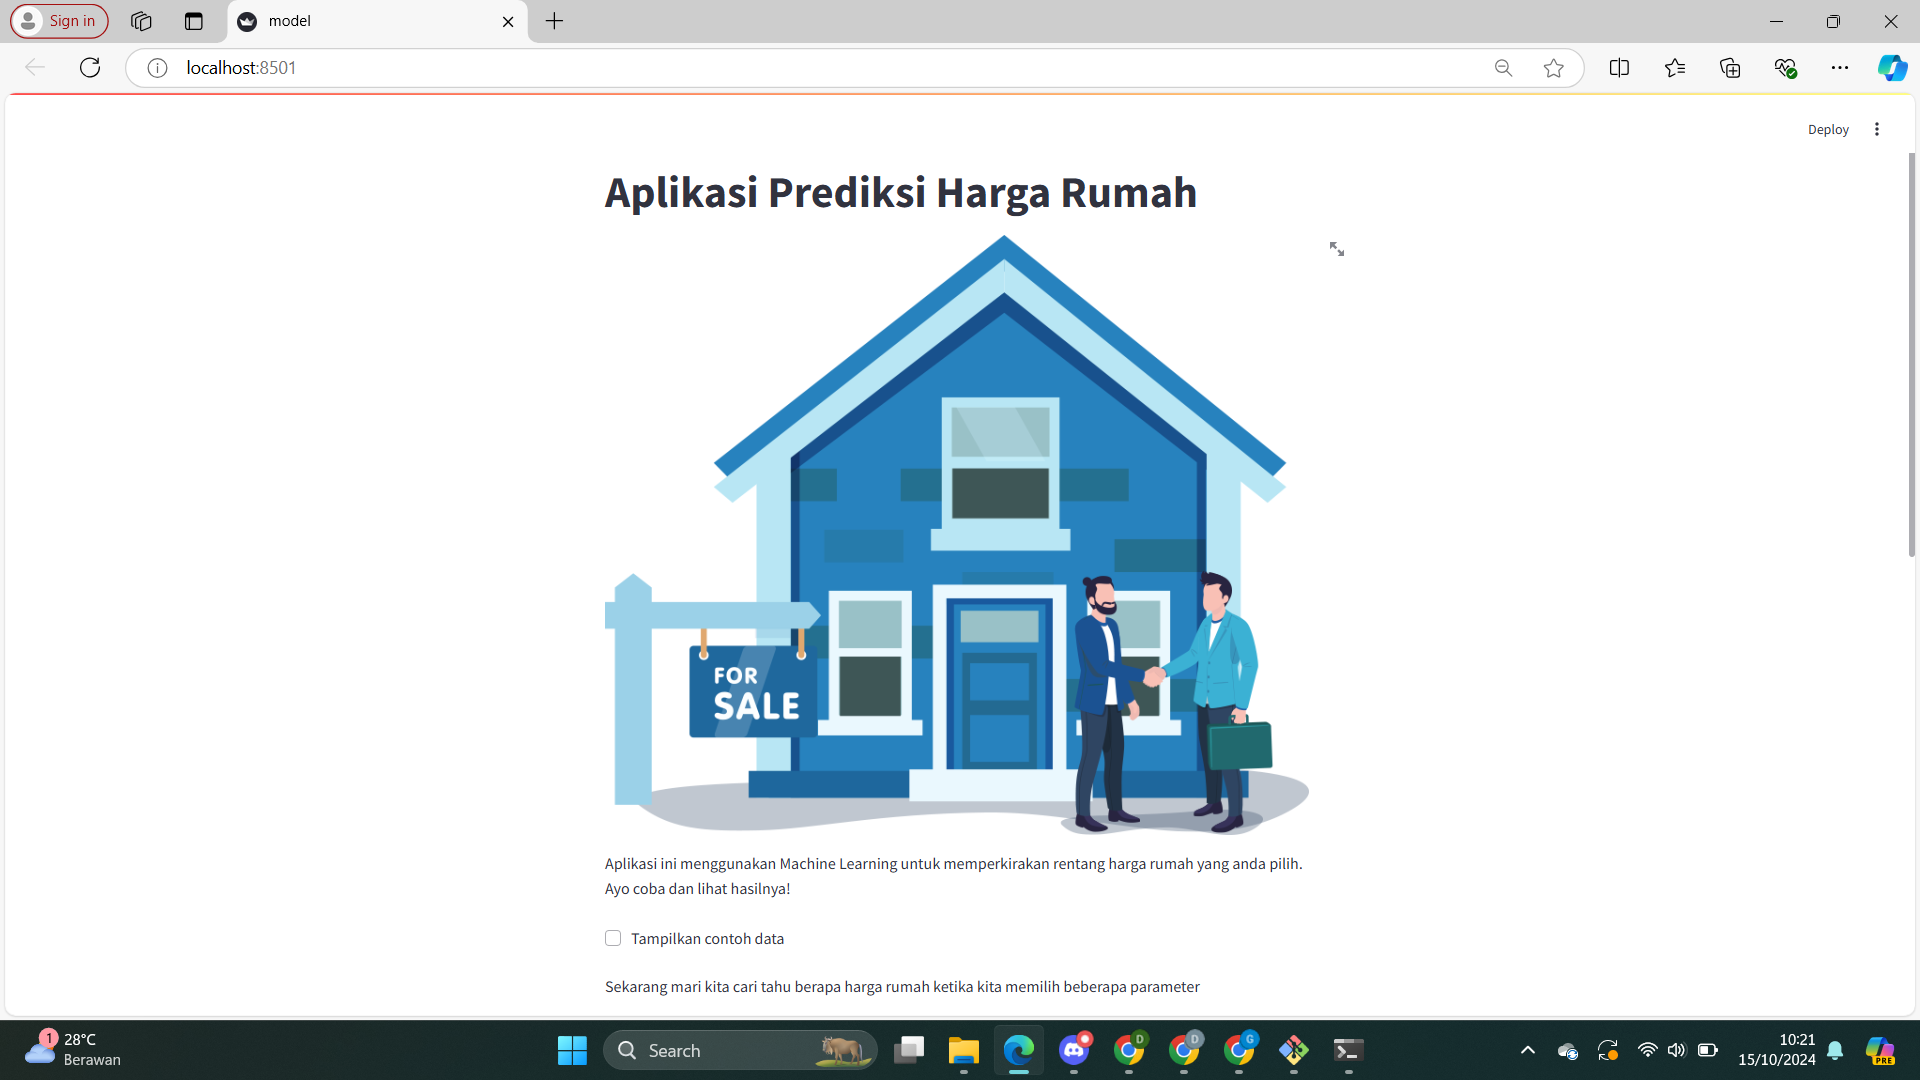 Sign in
model
localhost:8501
Deploy
Aplikasi Prediksi Harga Rumah
FOR
SALE
Aplikasi ini menggunakan Machine Learning untuk memperkirakan rentang harga rumah yang anda pilih.
Ayo coba dan lihat hasilnya!
Tampilkan contoh data
Sekarang mari kita cari tahu berapa harga rumah ketika kita memilih beberapa parameter
1
28°C
Berawan
Search
D
D
G
PRE
10:21
15/10/2024